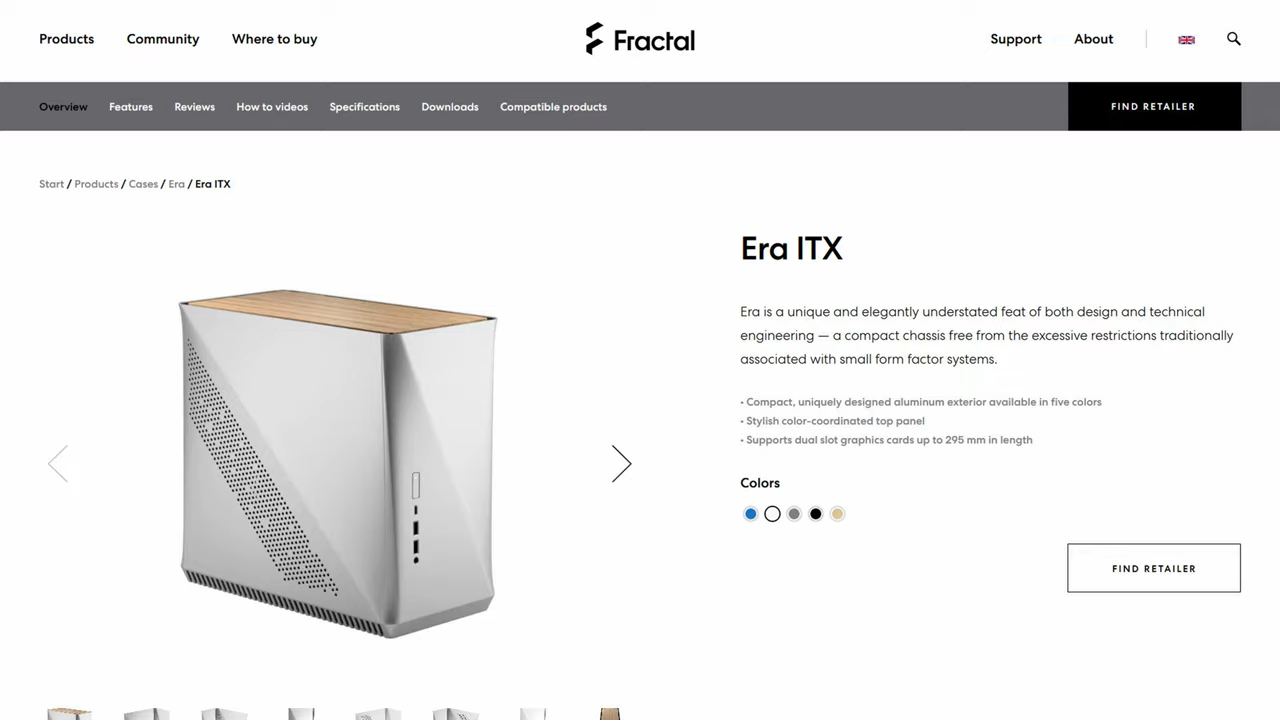 Products Community Where to buy Fractal Support About
Overview Features Reviews How to videos Specifications Downloads Compatible products FIND RETAILER
Start / Products / Cases / Era / Era ITX
Era ITX
Era is a unique and elegantly understated feat of both design and technical
engineering — a compact chassis free from the excessive restrictions traditionally
associated with small form factor systems.
• Compact, uniquely designed aluminum exterior available in five colors
• Stylish color-coordinated top panel
• Supports dual slot graphics cards up to 295 mm in length
Colors
FIND RETAILER